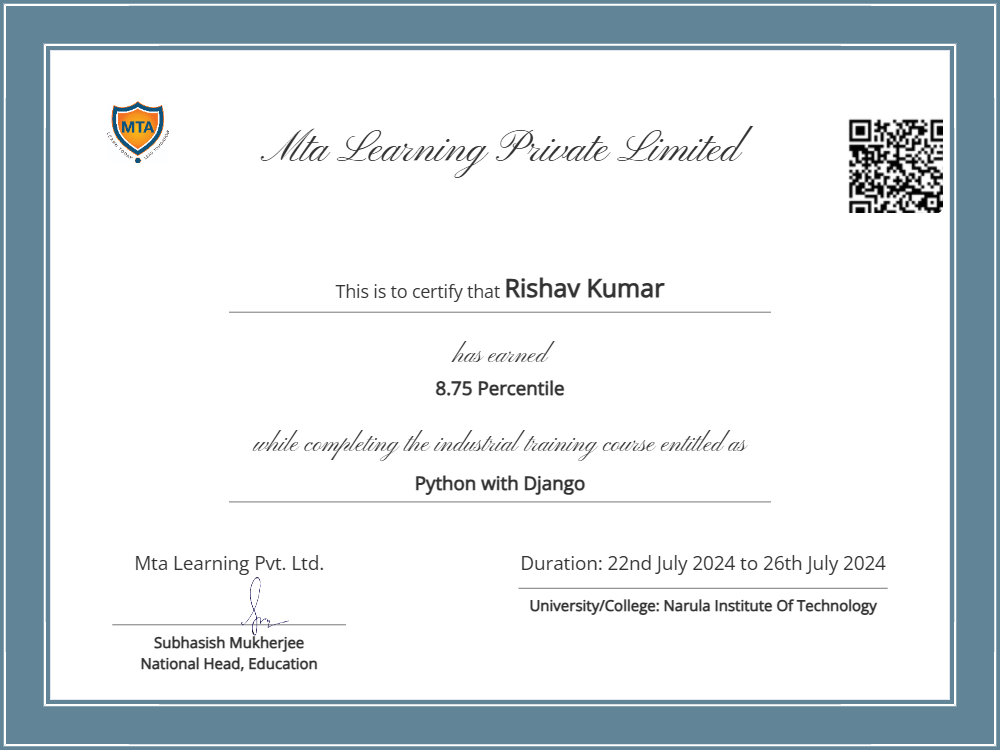 MTA
Mta Learning Private Limited
This is to certify that Rishav Kumar
has earned
8.75 Percentile
while completing the industrial training course entitled as
Python with Django
Mta Learning Pvt. Ltd.
Subhasish Mukherjee
National Head, Education
Duration: 22nd July 2024 to 26th July 2024
University/College: Narula Institute Of Technology